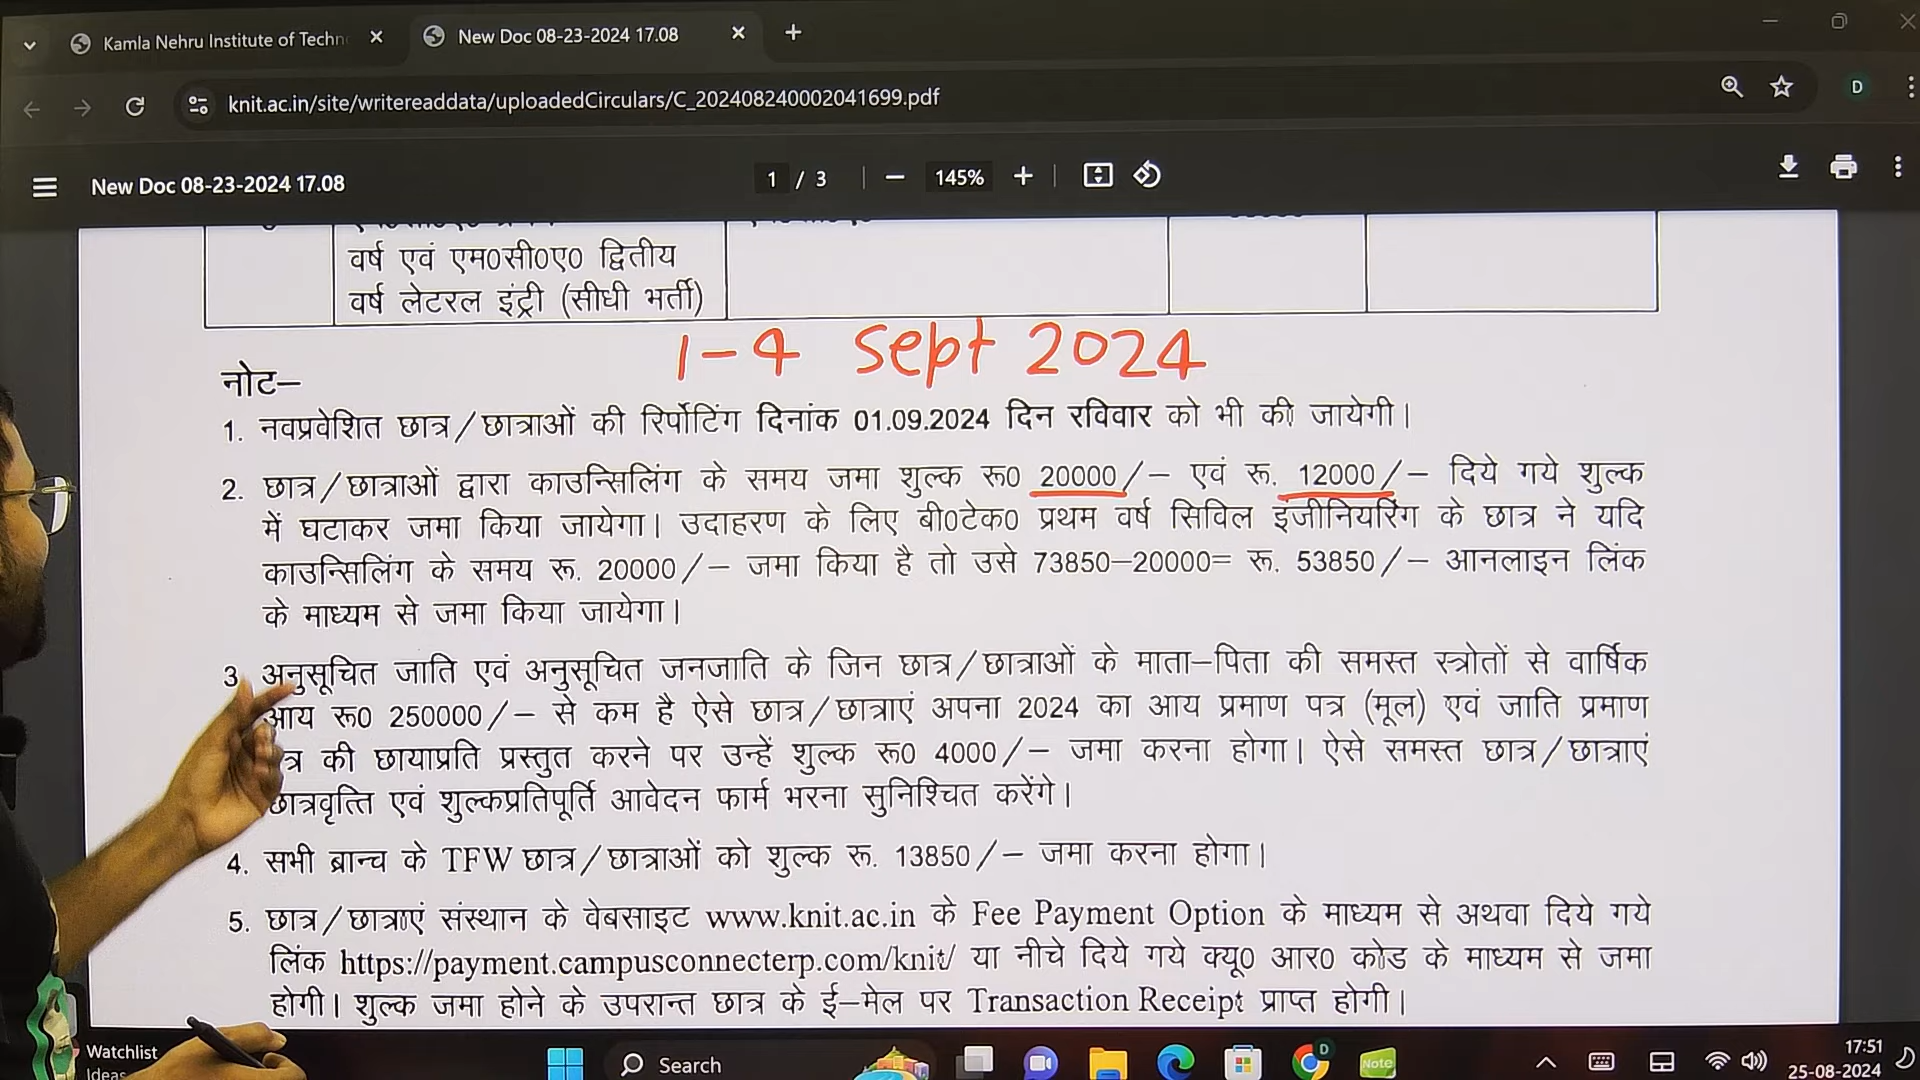 Kamla Nehru Institute of Techn
New Doc 08-23-2024 17.08
knit.ac.in/site/writereaddata/uploadedCirculars/C_202408240002041699.pdf
D
New Doc 08-23-2024 17.08
1 / 3
145%
वर्ष एवं एम0सी0ए0 द्वितीय
वर्ष लेटरल इंट्री (सीधी भर्ती)
1-4 Sept 2024
नोट–
1. नवप्रवेशित छात्र/छात्राओं की रिर्पोटिंग दिनांक 01.09.2024 दिन रविवार को भी की जायेगी।
2. छात्र/छात्राओं द्वारा काउन्सिलिंग के समय जमा शुल्क रू0 20000/– एवं रू. 12000/– दिये गये शुल्क
में घटाकर जमा किया जायेगा। उदाहरण के लिए बी0टेक0 प्रथम वर्ष सिविल इंजीनियरिंग के छात्र ने यदि
काउन्सिलिंग के समय रू. 20000/– जमा किया है तो उसे 73850–20000= रू. 53850/– आनलाइन लिंक
के माध्यम से जमा किया जायेगा।
3. अनुसूचित जाति एवं अनुसूचित जनजाति के जिन छात्र/छात्राओं के माता–पिता की समस्त स्त्रोतों से वार्षिक
आय रू0 250000/– से कम है ऐसे छात्र/छात्राएं अपना 2024 का आय प्रमाण पत्र (मूल) एवं जाति प्रमाण
की छायाप्रति प्रस्तुत करने पर उन्हें शुल्क रू0 4000/– जमा करना होगा। ऐसे समस्त छात्र/छात्राएं
छात्रवृत्ति एवं शुल्कप्रतिपूर्ति आवेदन फार्म भरना सुनिश्चित करेंगे।
4. सभी ब्रान्च के TFW छात्र/छात्राओं को शुल्क रू. 13850/– जमा करना होगा।
5. छात्र/छात्राएं संस्थान के वेबसाइट www.knit.ac.in के Fee Payment Option के माध्यम से अथवा दिये गये
लिंक https://payment.campusconnecterp.com/knit/ या नीचे दिये गये क्यू0 आर0 कोड के माध्यम से जमा
होगी। शुल्क जमा होने के उपरान्त छात्र के ई–मेल पर Transaction Receipt प्राप्त होगी।
Watchlist
Ideas
Search
D
Note
17:51
25-08-2024